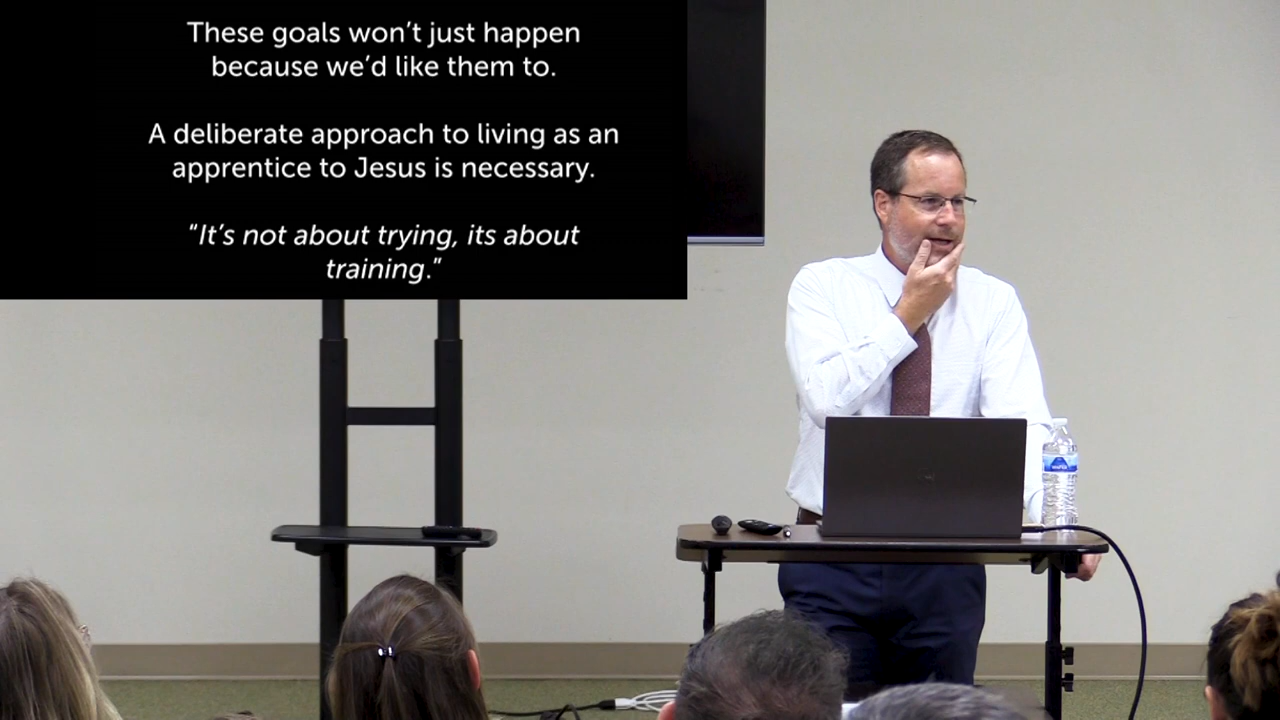 These goals won't just happen
because we'd like them to.
A deliberate approach to living as an
apprentice to Jesus is necessary.
"It's not about trying, its about
training."